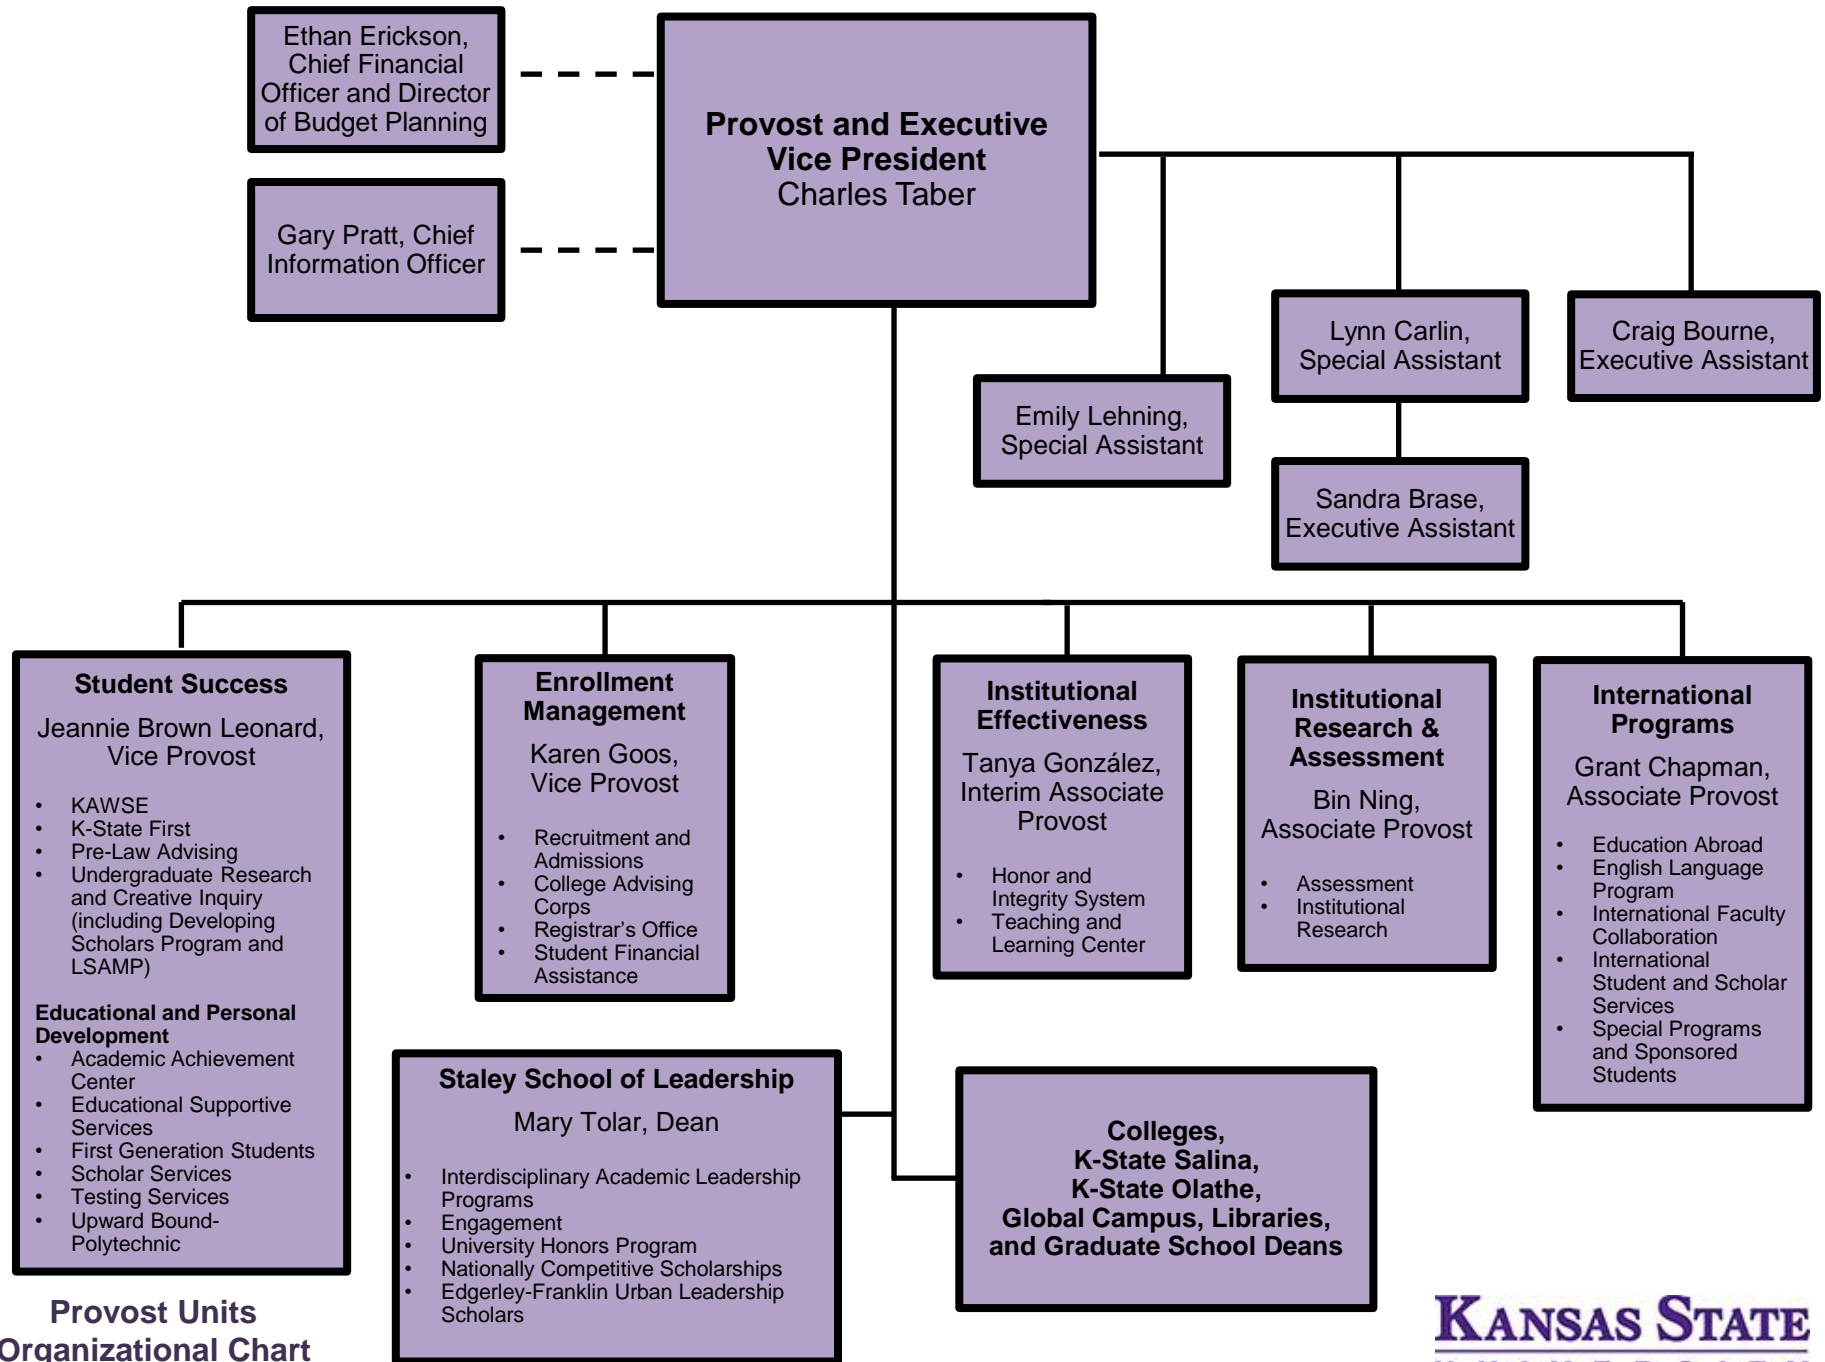 Ethan Erickson,
Chief Financial
Officer and Director
of Budget Planning
Gary Pratt, Chief
Information Officer
Provost and Executive
Vice President
Charles Taber
Emily Lehning,
Special Assistant
Lynn Carlin,
Special Assistant
Craig Bourne,
Executive Assistant
Sandra Brase,
Executive Assistant
Student Success
Jeannie Brown Leonard,
Vice Provost
• KAWSE
• K-State First
• Pre-Law Advising
• Undergraduate Research
and Creative Inquiry
(including Developing
Scholars Program and
LSAMP)
Educational and Personal
Development
• Academic Achievement
Center
• Educational Supportive
Services
• First Generation Students
• Scholar Services
• Testing Services
• Upward Bound-
Polytechnic
Enrollment
Management
Karen Goos,
Vice Provost
• Recruitment and
Admissions
• College Advising
Corps
• Registrar’s Office
• Student Financial
Assistance
Institutional
Effectiveness
Tanya González,
Interim Associate
Provost
• Honor and
Integrity System
• Teaching and
Learning Center
Institutional
Research &
Assessment
Bin Ning,
Associate Provost
• Assessment
• Institutional
Research
International
Programs
Grant Chapman,
Associate Provost
• Education Abroad
• English Language
Program
• International Faculty
Collaboration
• International
Student and Scholar
Services
• Special Programs
and Sponsored
Students
Staley School of Leadership
Mary Tolar, Dean
• Interdisciplinary Academic Leadership
Programs
• Engagement
• University Honors Program
• Nationally Competitive Scholarships
• Edgerley-Franklin Urban Leadership
Scholars
Colleges,
K-State Salina,
K-State Olathe,
Global Campus, Libraries,
and Graduate School Deans
Provost Units
Organizational Chart
KANSAS STATE